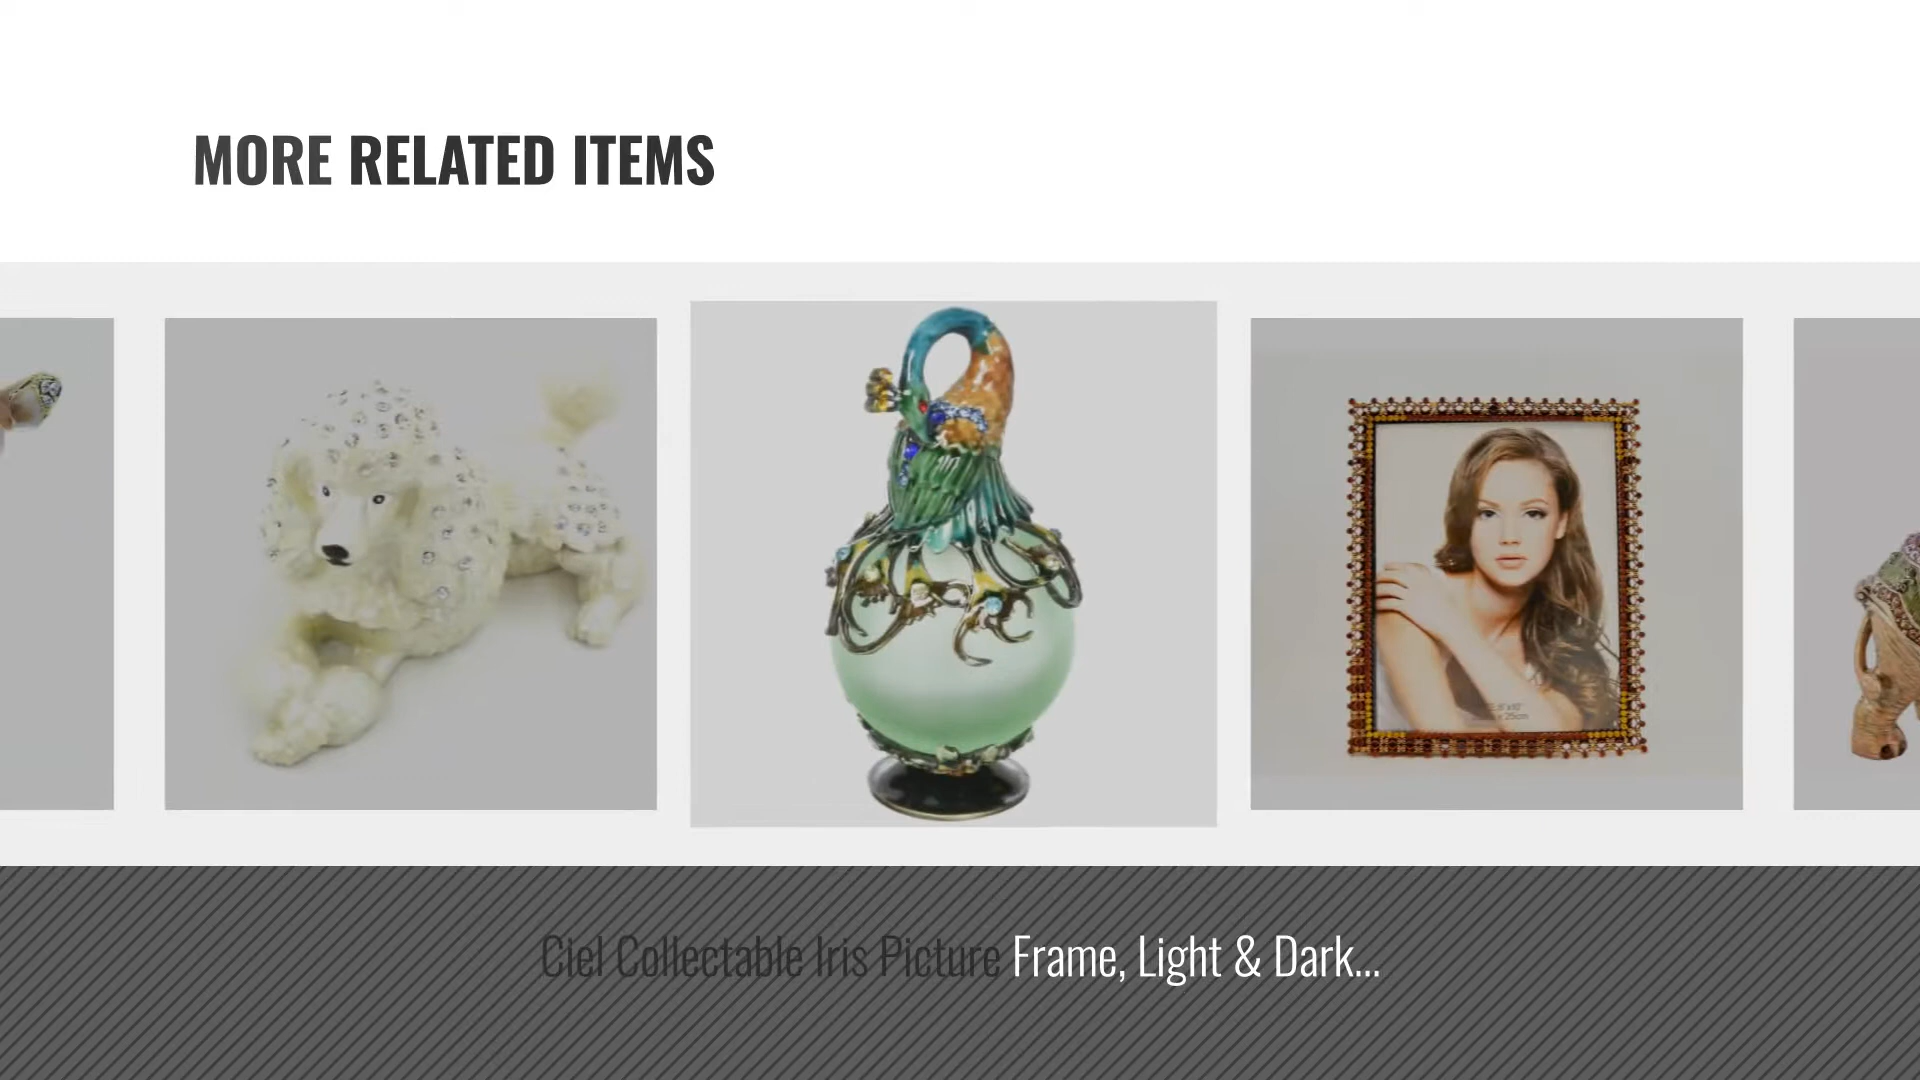 MORE RELATED ITEMS
Ciel Collectable Iris Picture Frame, Light & Dark...